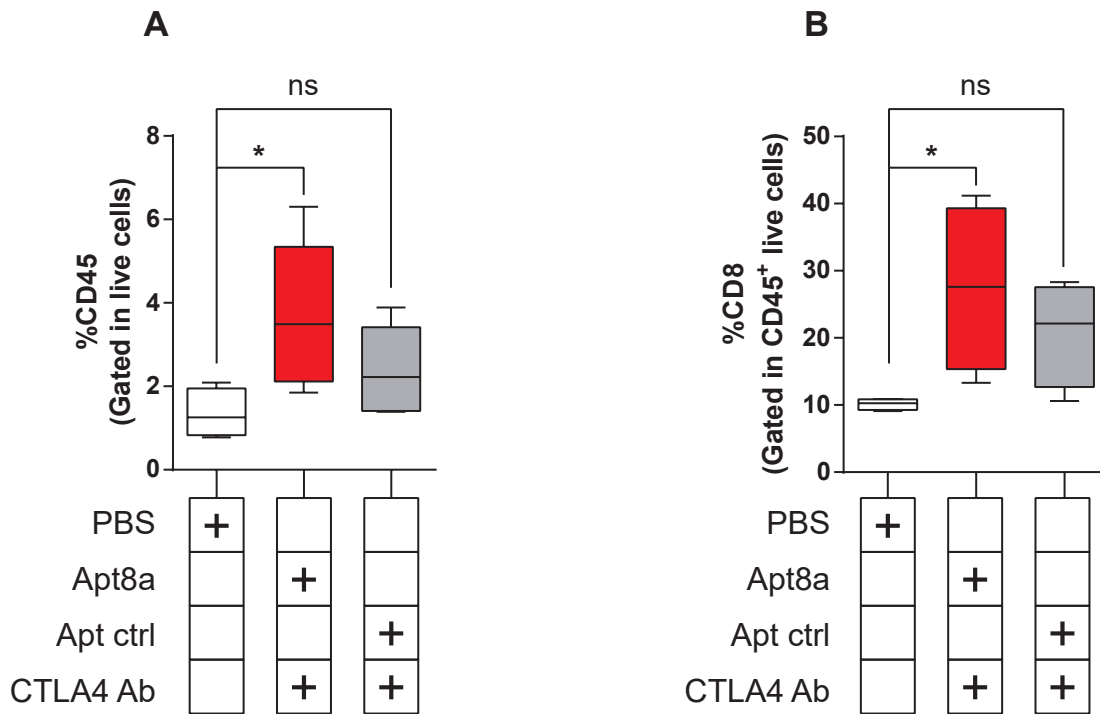 A
ns
*
8
6
4
2
0
%CD45
(Gated in live cells)
PBS +
Apt8a +
Apt ctrl +
CTLA4 Ab + +
B
ns
*
50
40
30
20
10
0
%CD8
(Gated in CD45⁺ live cells)
PBS +
Apt8a +
Apt ctrl +
CTLA4 Ab + +